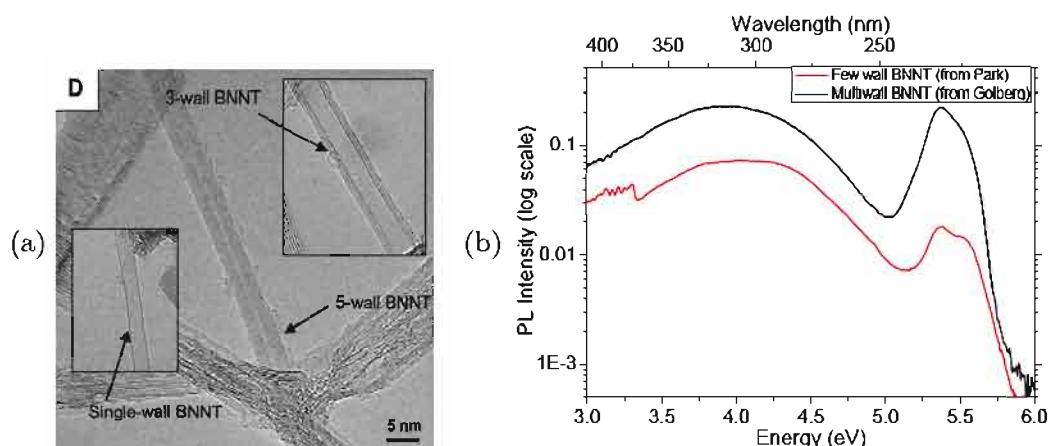 (a)
D
3-wall BNNT
5-wall BNNT
Single-wall BNNT
5 nm
(b)
Wavelength (nm)
400 350 300 250
Few wall BNNT (from Park)
Multiwall BNNT (from Golberg)
PL Intensity (log scale)
0.1
0.01
1E-3
3.0 3.5 4.0 4.5 5.0 5.5 6.0
Energy (eV)